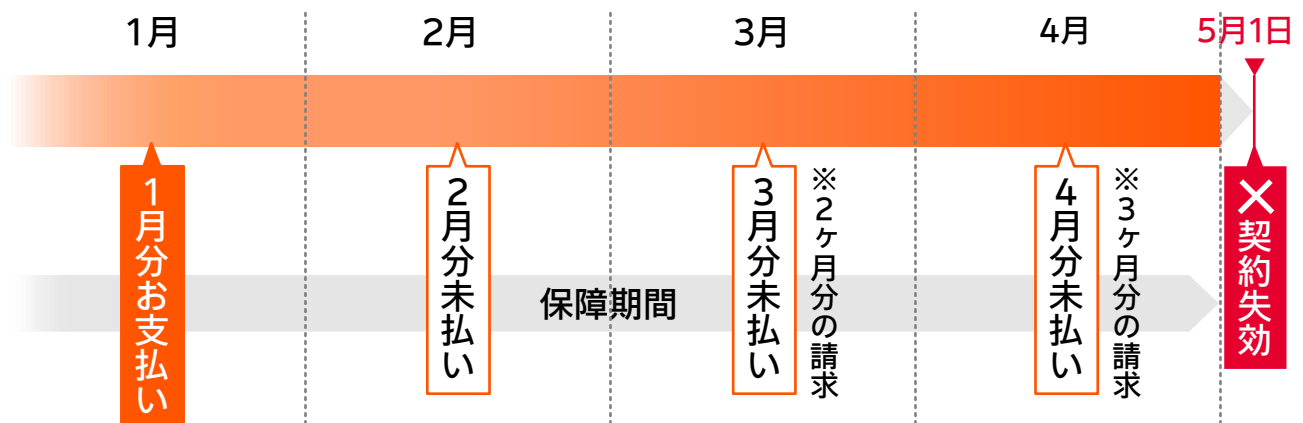 1月
2月
3月
4月
5月1日
1月分お支払い
2月分未払い
3月分未払い
※2ヶ月分の請求
4月分未払い
※3ヶ月分の請求
×契約失効
保障期間